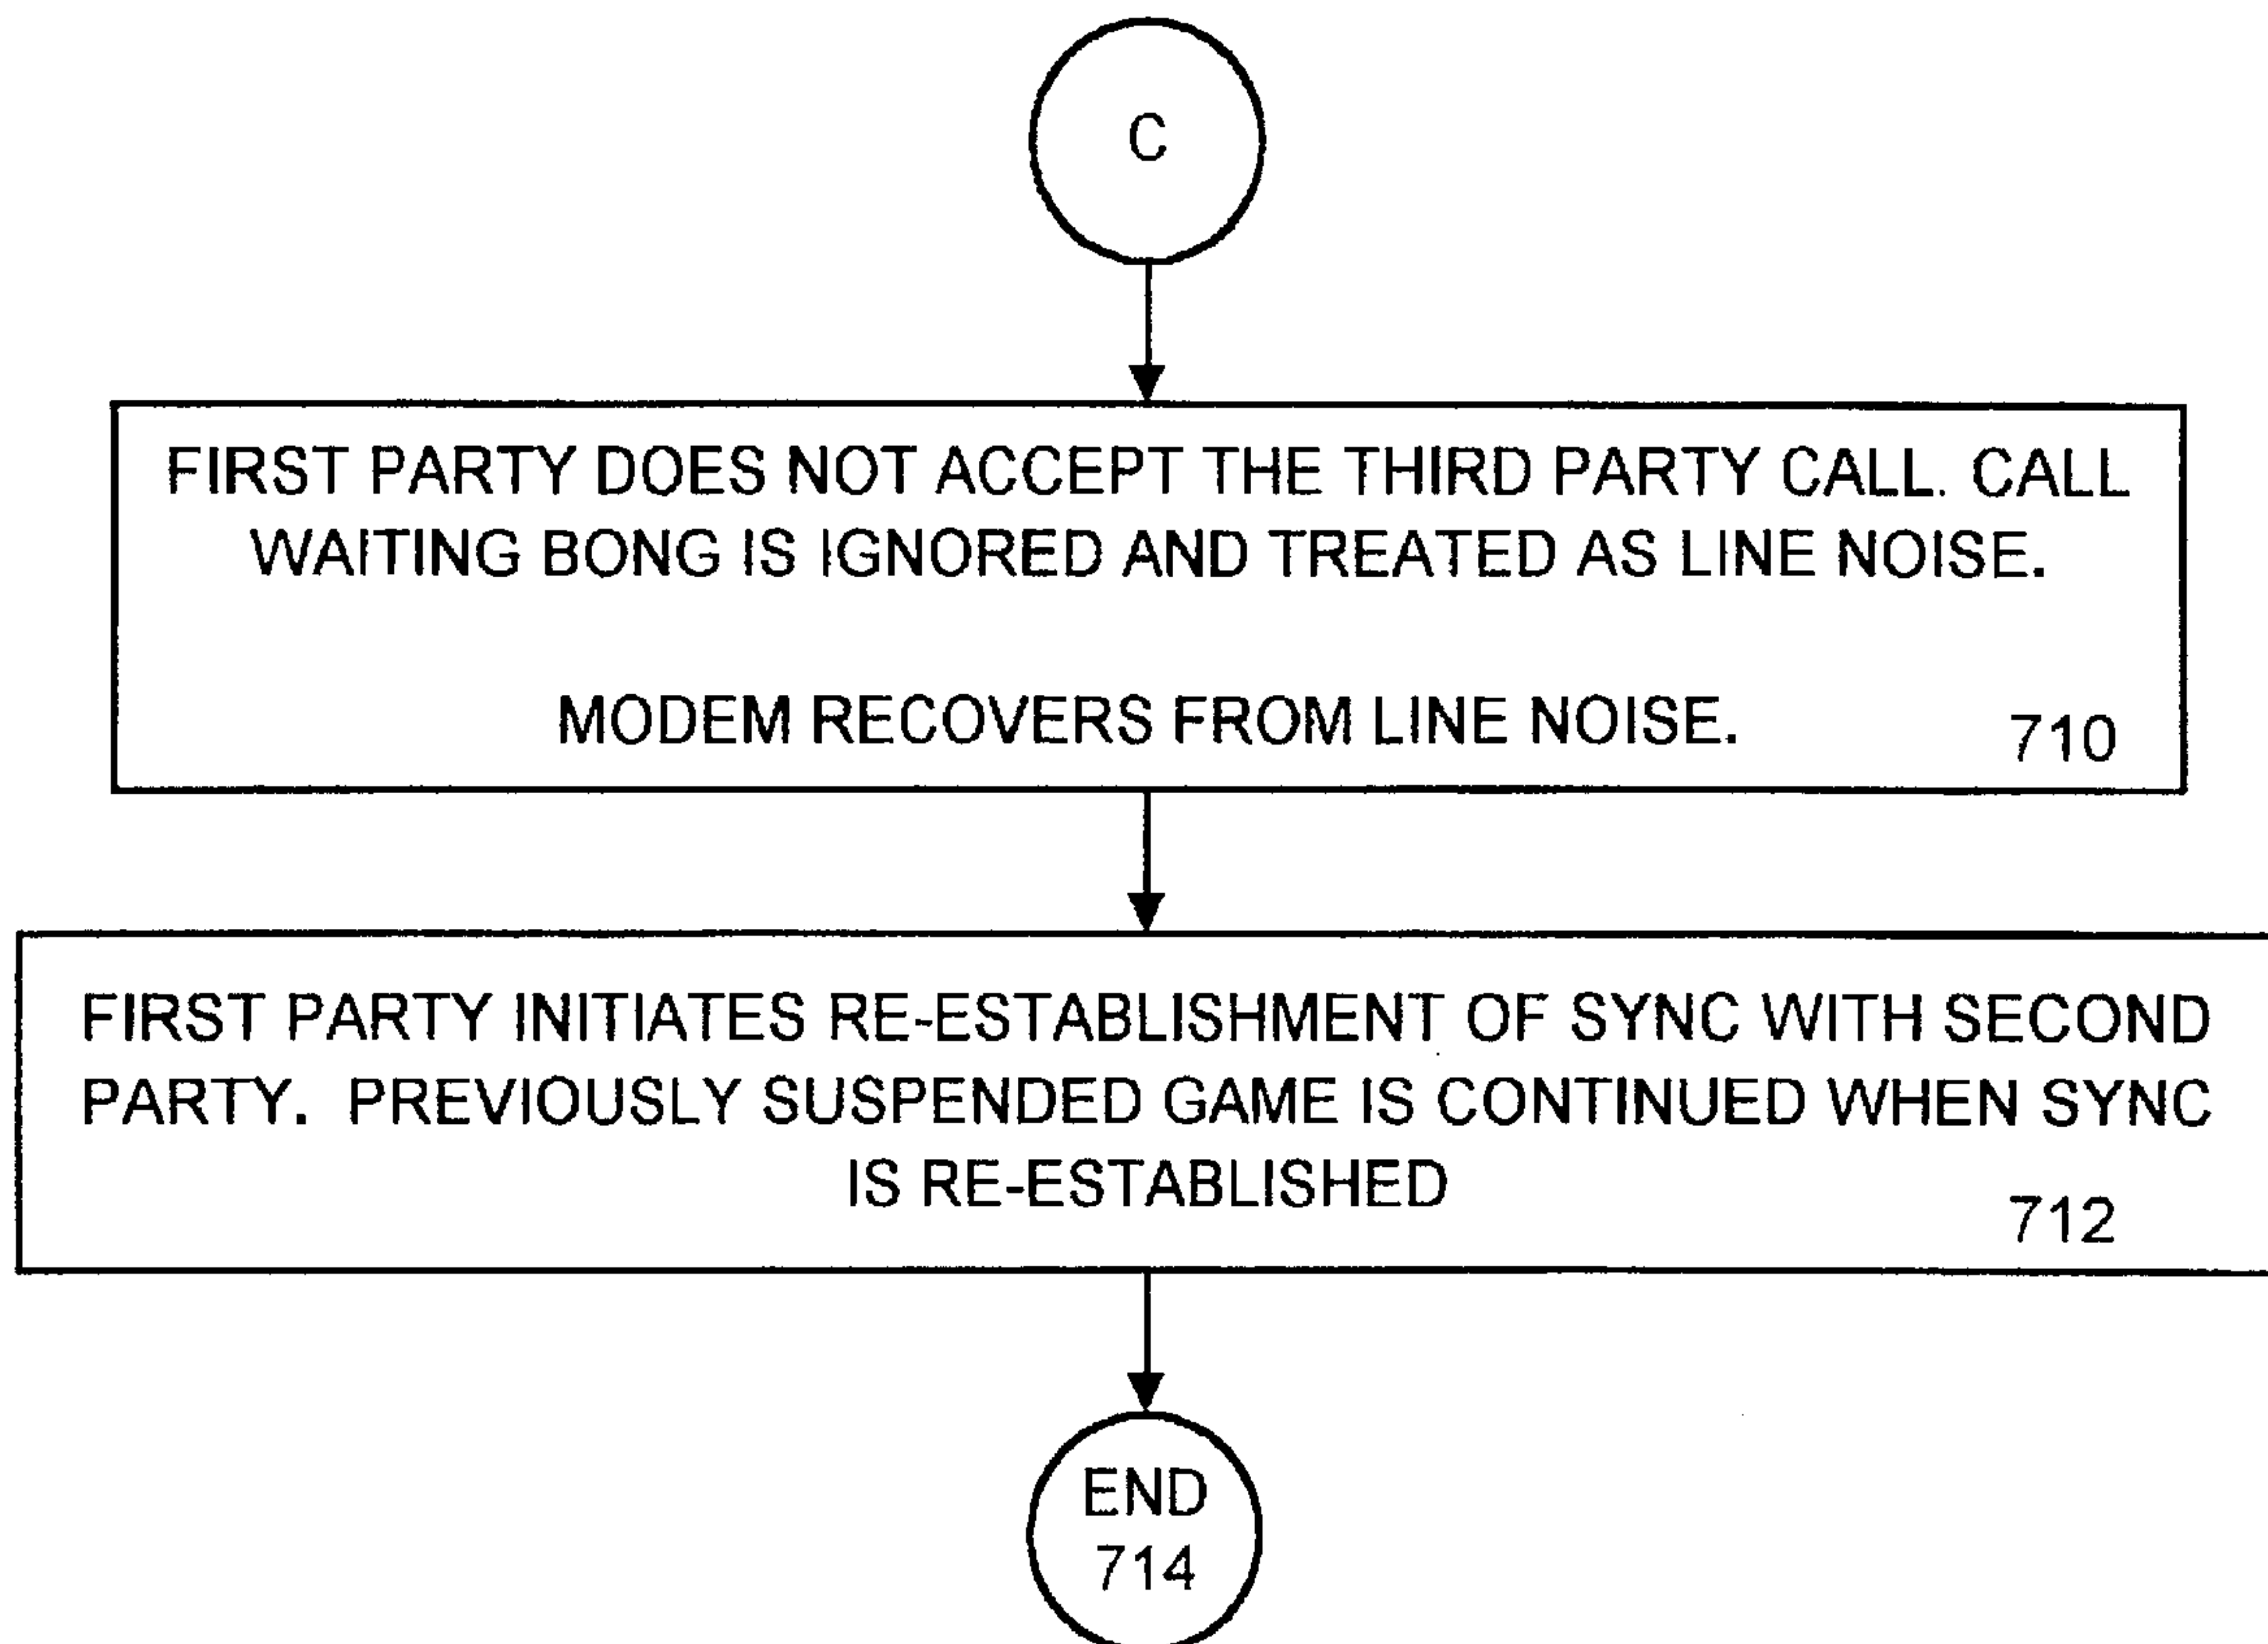 C
FIRST PARTY DOES NOT ACCEPT THE THIRD PARTY CALL. CALL
WAITING BONG IS IGNORED AND TREATED AS LINE NOISE.
MODEM RECOVERS FROM LINE NOISE.
710
FIRST PARTY INITIATES RE-ESTABLISHMENT OF SYNC WITH SECOND
PARTY. PREVIOUSLY SUSPENDED GAME IS CONTINUED WHEN SYNC
IS RE-ESTABLISHED
712
END
714